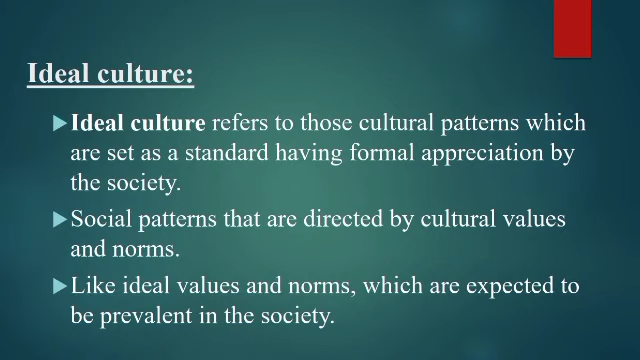 Ideal culture:
Ideal culture refers to those cultural patterns which
are set as a standard having formal appreciation by
the society.
Social patterns that are directed by cultural values
and norms.
Like ideal values and norms, which are expected to
be prevalent in the society.